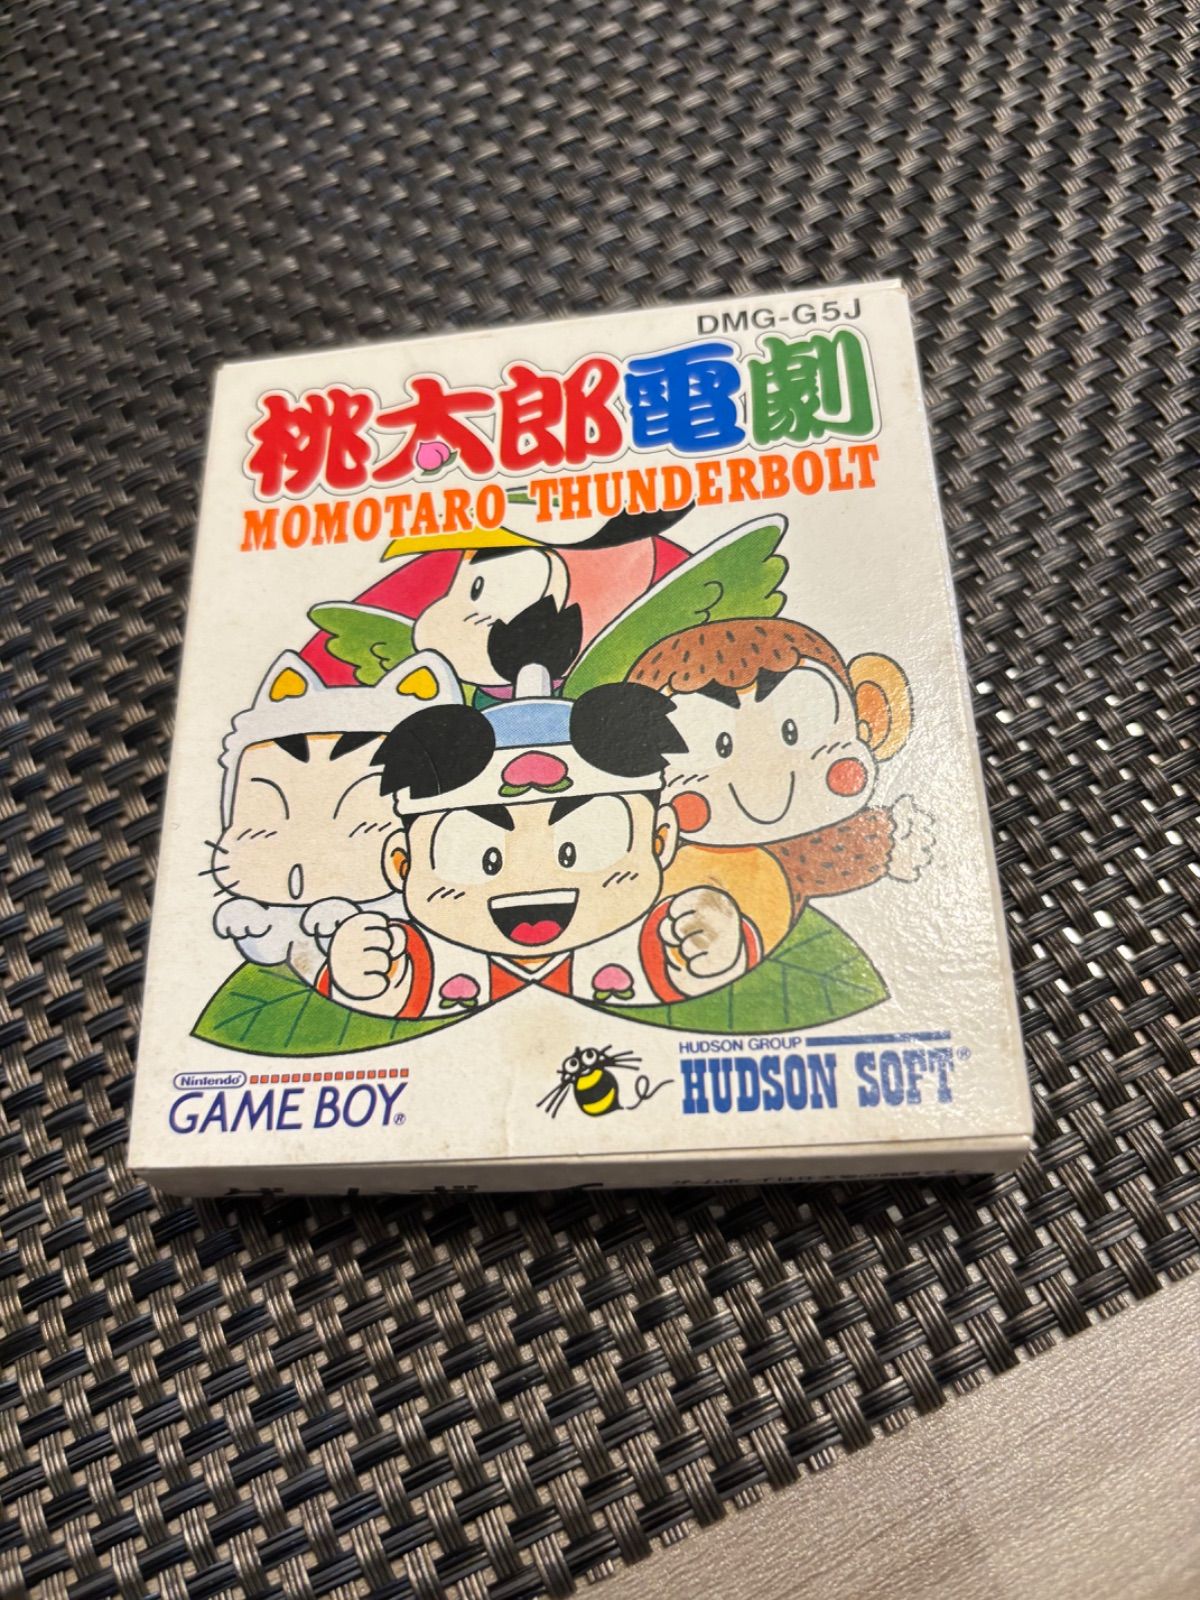 DMG-G5J
桃太郎電劇
MOMOTARO THUNDERBOLT
Nintendo
GAME BOY®
HUDSON GROUP
HUDSON SOFT®